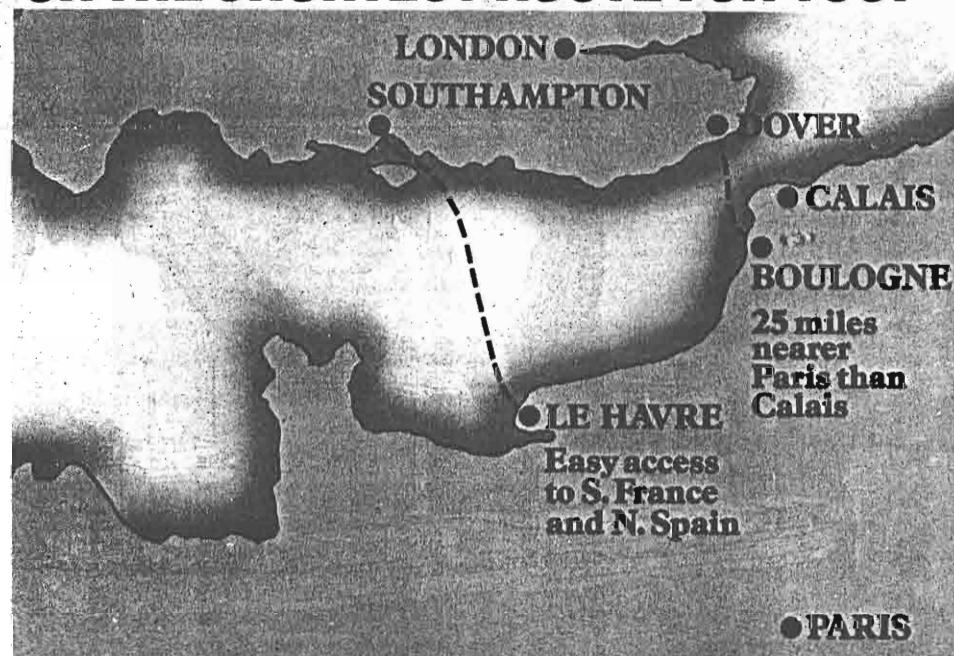 LONDON
SOUTHAMPTON
DOVER
CALAIS
BOULOGNE
25 miles
nearer
Paris than
Calais
LE HAVRE
Easy access
to S. France
and N. Spain
PARIS